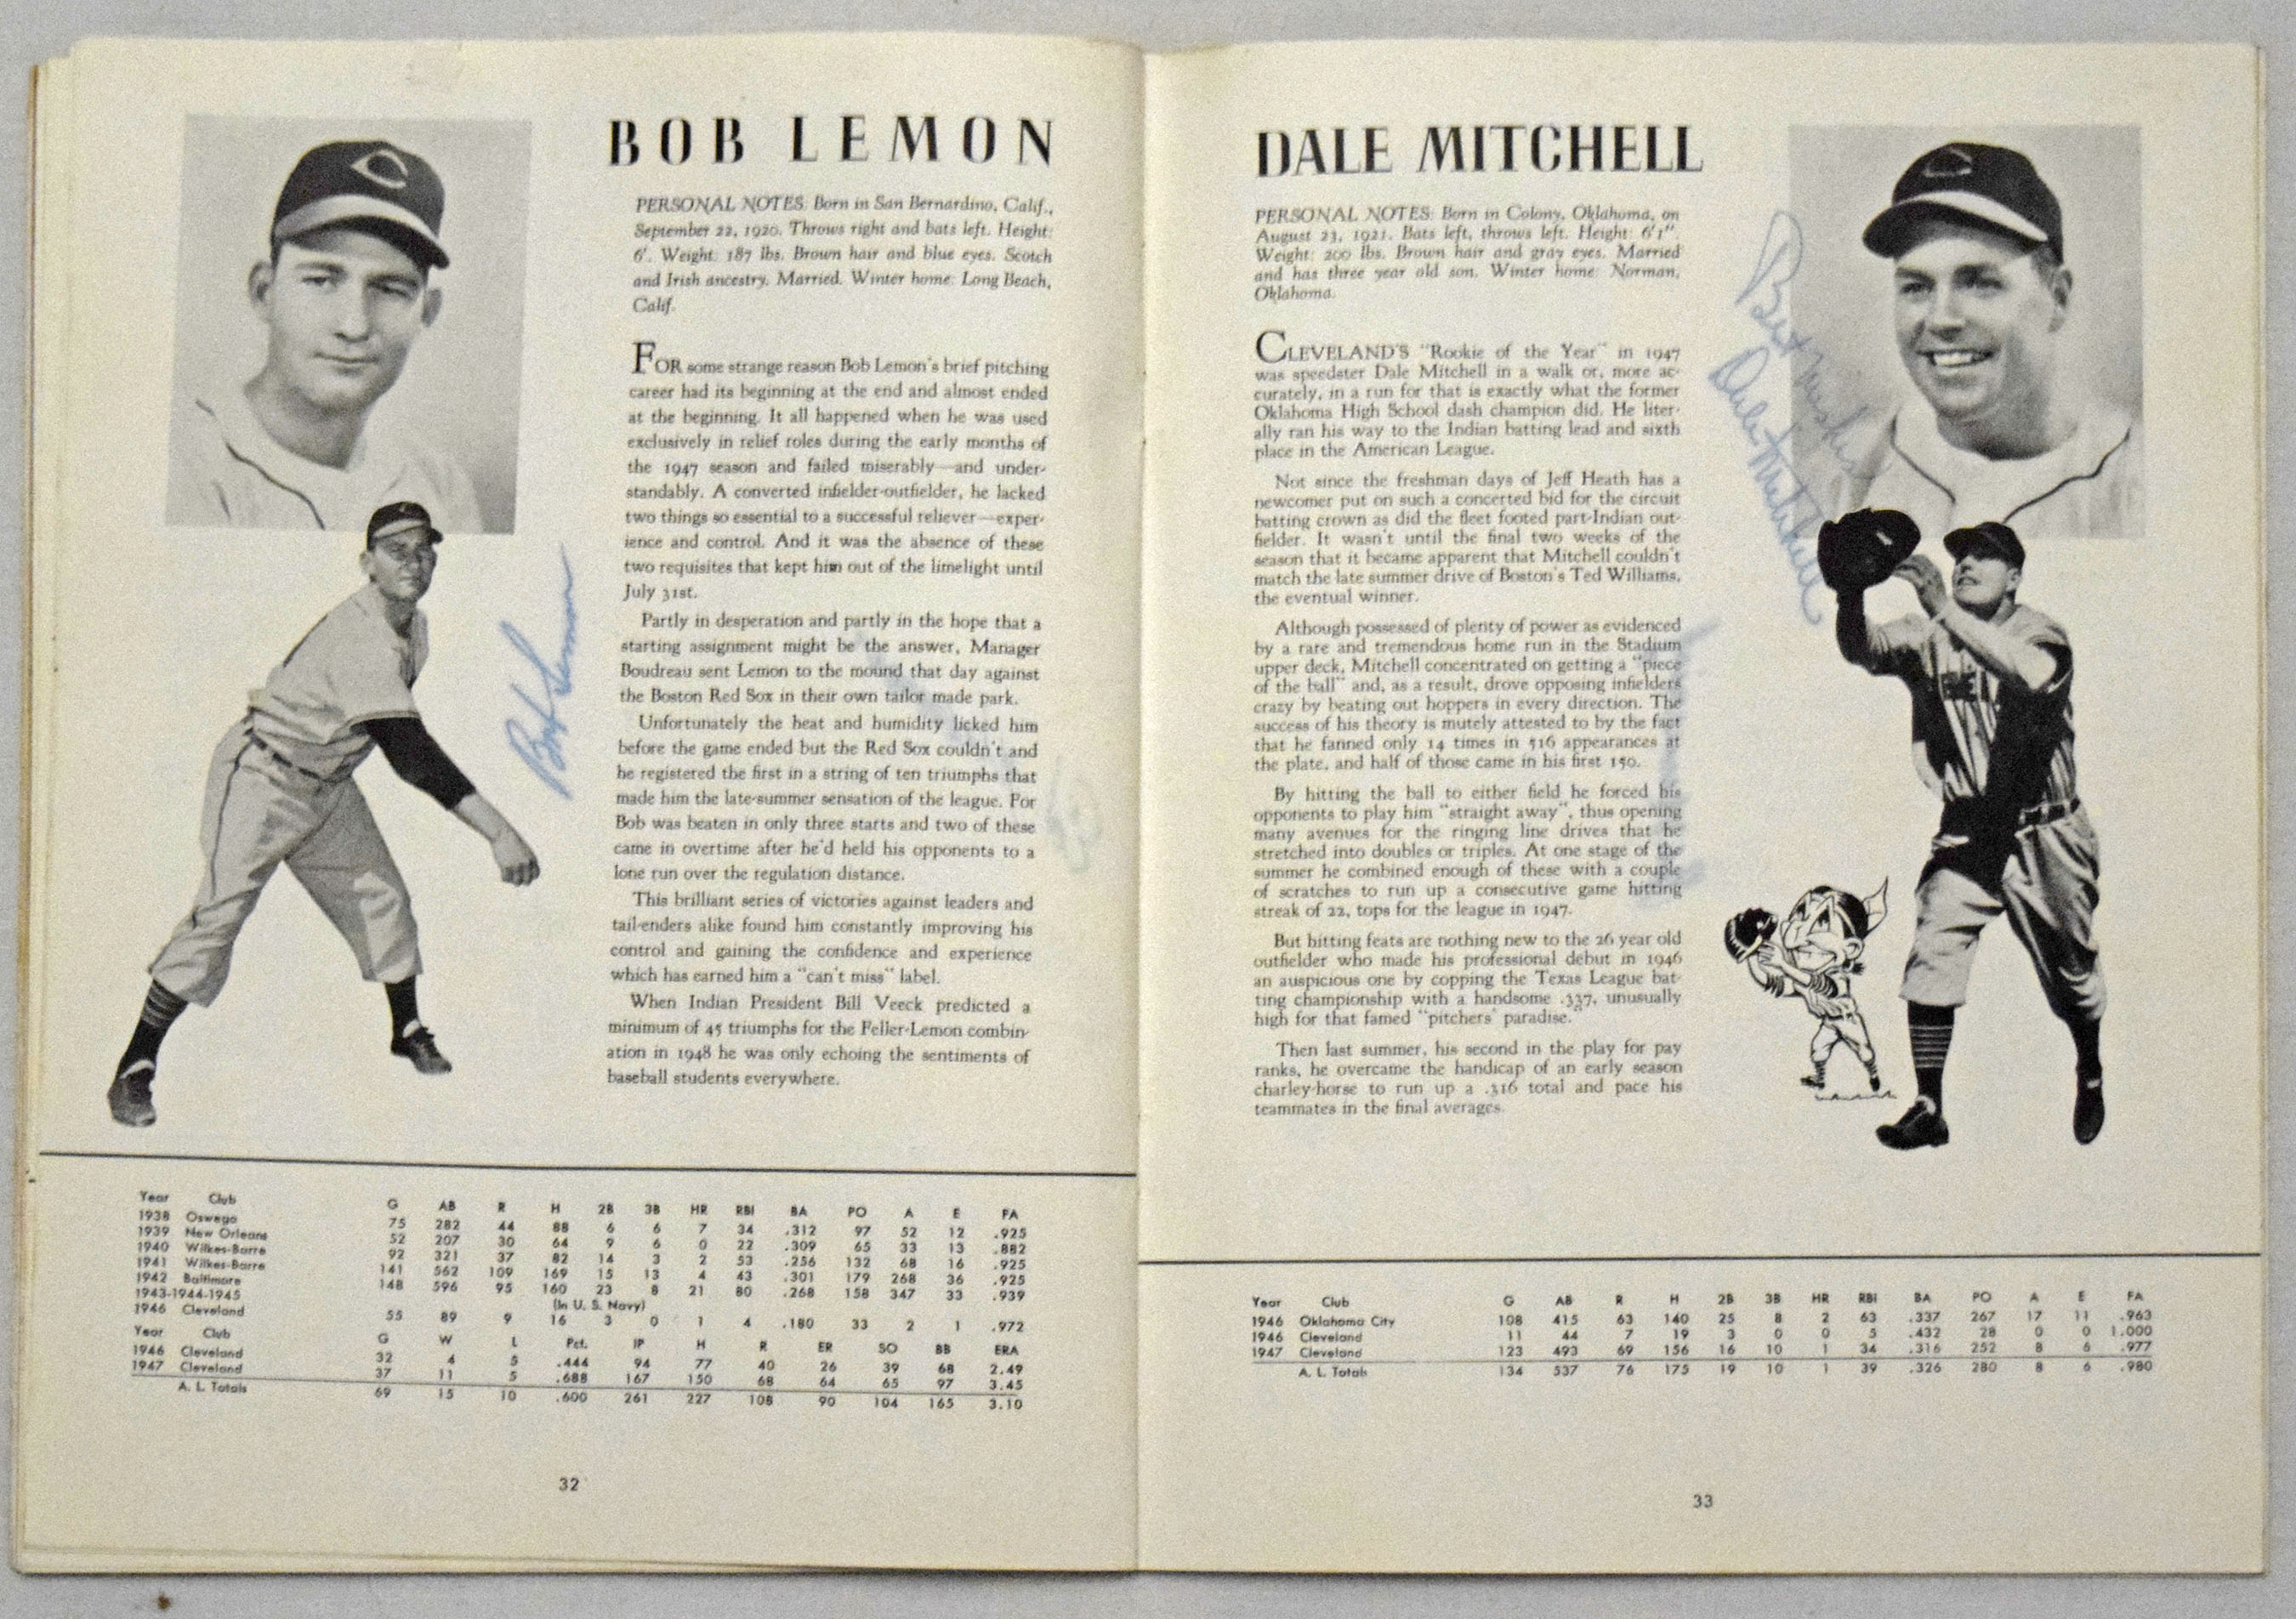 BOB LEMON
PERSONAL NOTES: Born in San Bernardino, Calif.,
September 22, 1920. Throws right and bats left. Height:
6'. Weight: 187 lbs. Brown hair and blue eyes. Scotch
and Irish ancestry. Married. Winter home: Long Beach,
Calif.
FOR some strange reason Bob Lemon's brief pitching
career had its beginning at the end and almost ended
at the beginning. It all happened when he was used
exclusively in relief roles during the early months of
the 1947 season and failed miserably—and under-
standably. A converted infielder-outfielder, he lacked
two things so essential to a successful reliever—exper-
ience and control. And it was the absence of these
two requisites that kept him out of the limelight until
July 31st.
Partly in desperation and partly in the hope that a
starting assignment might be the answer, Manager
Boudreau sent Lemon to the mound that day against
the Boston Red Sox in their own tailor made park.
Unfortunately the heat and humidity licked him
before the game ended but the Red Sox couldn't and
he registered the first in a string of ten triumphs that
made him the late-summer sensation of the league. For
Bob was beaten in only three starts and two of these
came in overtime after he'd held his opponents to a
lone run over the regulation distance.
This brilliant series of victories against leaders and
tail-enders alike found him constantly improving his
control and gaining the confidence and experience
which has earned him a "can't miss" label.
When Indian President Bill Veeck predicted a
minimum of 45 triumphs for the Feller-Lemon combin-
ation in 1948 he was only echoing the sentiments of
baseball students everywhere.
Bob Lemon
Year Club G AB R H 2B 3B HR RBI BA PO A E FA
1938 Oswego 75 282 44 88 6 6 7 34 .312 97 52 12 .925
1939 New Orleans 52 207 30 64 9 6 0 22 .309 65 33 13 .882
1940 Wilkes-Barre 92 321 37 82 14 3 2 53 .256 132 68 16 .925
1941 Wilkes-Barre 141 562 109 169 15 13 4 43 .301 179 268 36 .925
1942 Baltimore 148 596 95 160 23 8 21 80 .268 158 347 33 .939
1943-1944-1945 (In U. S. Navy)
1946 Cleveland 55 89 9 16 3 0 1 4 .180 33 2 1 .972
Year Club G W L Pct. IP H R ER SO BB ERA
1946 Cleveland 32 4 5 .444 94 77 40 26 39 68 2.49
1947 Cleveland 37 11 5 .688 167 150 68 64 65 97 3.45
A. L. Totals 69 15 10 .600 261 227 108 90 104 165 3.10
32
DALE MITCHELL
PERSONAL NOTES: Born in Colony, Oklahoma, on
August 23, 1921. Bats left, throws left. Height: 6'1".
Weight: 200 lbs. Brown hair and gray eyes. Married
and has three year old son. Winter home: Norman,
Oklahoma.
CLEVELAND'S "Rookie of the Year" in 1947
was speedster Dale Mitchell in a walk or, more ac-
curately, in a run for that is exactly what the former
Oklahoma High School dash champion did. He liter-
ally ran his way to the Indian batting lead and sixth
place in the American League.
Not since the freshman days of Jeff Heath has a
newcomer put on such a concerted bid for the circuit
batting crown as did the fleet footed part-Indian out-
fielder. It wasn't until the final two weeks of the
season that it became apparent that Mitchell couldn't
match the late summer drive of Boston's Ted Williams,
the eventual winner.
Although possessed of plenty of power as evidenced
by a rare and tremendous home run in the Stadium
upper deck, Mitchell concentrated on getting a "piece
of the ball" and, as a result, drove opposing infielders
crazy by beating out hoppers in every direction. The
success of his theory is mutely attested to by the fact
that he fanned only 14 times in 516 appearances at
the plate, and half of those came in his first 150.
By hitting the ball to either field he forced his
opponents to play him "straight away", thus opening
many avenues for the ringing line drives that he
stretched into doubles or triples. At one stage of the
summer he combined enough of these with a couple
of scratches to run up a consecutive game hitting
streak of 22, tops for the league in 1947.
But hitting feats are nothing new to the 26 year old
outfielder who made his professional debut in 1946
an auspicious one by copping the Texas League bat-
ting championship with a handsome .337, unusually
high for that famed "pitchers' paradise."
Then last summer, his second in the play for pay
ranks, he overcame the handicap of an early season
charley-horse to run up a .316 total and pace his
teammates in the final averages.
Best Wishes
Dale Mitchell
Year Club G AB R H 2B 3B HR RBI BA PO A E FA
1946 Oklahoma City 108 415 63 140 25 8 2 63 .337 267 17 11 .963
1946 Cleveland 11 44 7 19 3 0 0 5 .432 28 0 0 1.000
1947 Cleveland 123 493 69 156 16 10 1 34 .316 252 8 6 .977
A. L. Totals 134 537 76 175 19 10 1 39 .326 280 8 6 .980
33